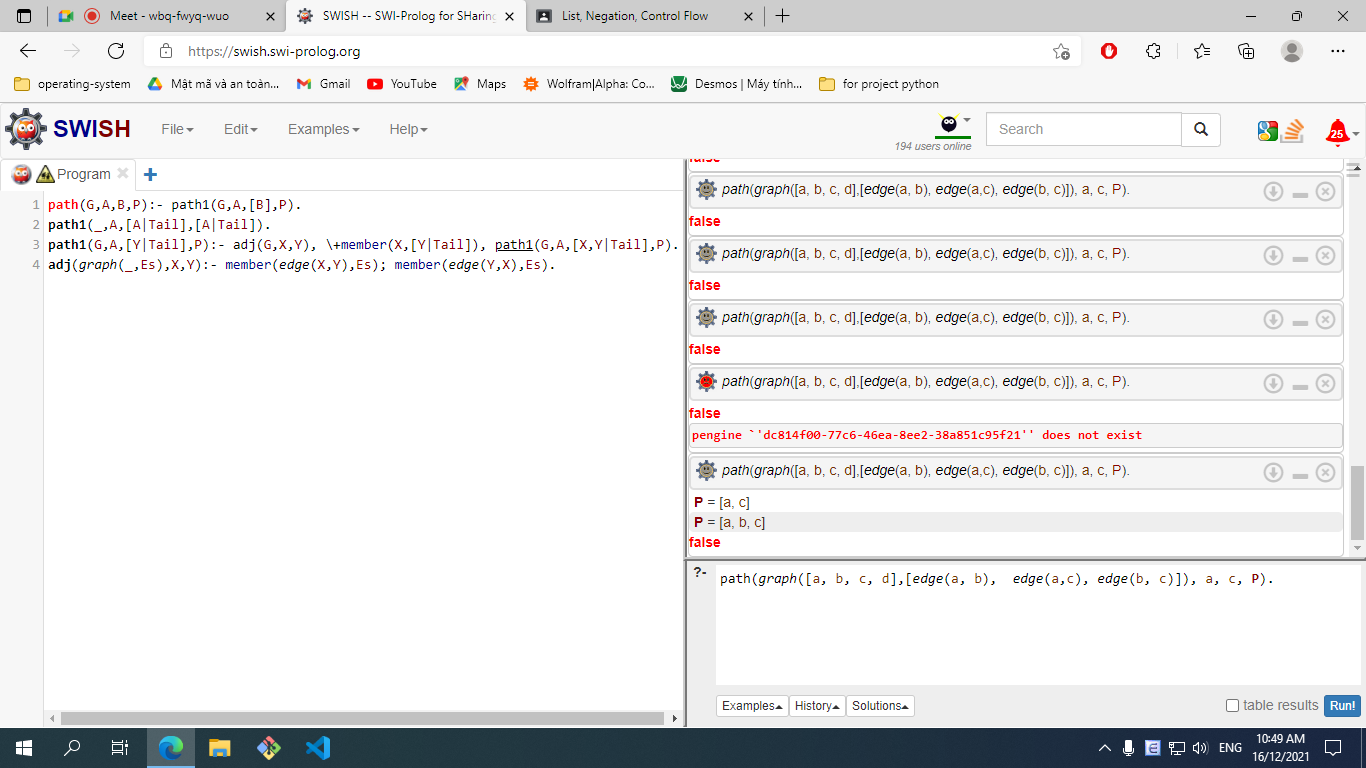 Meet - wbq-fwyq-wuo
SWISH -- SWI-Prolog for SHaring
List, Negation, Control Flow
https://swish.swi-prolog.org
operating-system
Mật mã và an toàn...
Gmail
YouTube
Maps
Wolfram|Alpha: Co...
Desmos | Máy tính...
for project python
SWISH
File
Edit
Examples
Help
194 users online
Search
25
Program
1 path(G,A,B,P):- path1(G,A,[B],P).
2 path1(_,A,[A|Tail],[A|Tail]).
3 path1(G,A,[Y|Tail],P):- adj(G,X,Y), \+member(X,[Y|Tail]), path1(G,A,[X,Y|Tail],P).
4 adj(graph(_,Es),X,Y):- member(edge(X,Y),Es); member(edge(Y,X),Es).
false
path(graph([a, b, c, d],[edge(a, b), edge(a,c), edge(b, c)]), a, c, P).
false
path(graph([a, b, c, d],[edge(a, b), edge(a,c), edge(b, c)]), a, c, P).
false
path(graph([a, b, c, d],[edge(a, b), edge(a,c), edge(b, c)]), a, c, P).
false
path(graph([a, b, c, d],[edge(a, b), edge(a,c), edge(b, c)]), a, c, P).
false
pengine `'dc814f00-77c6-46ea-8ee2-38a851c95f21'' does not exist
path(graph([a, b, c, d],[edge(a, b), edge(a,c), edge(b, c)]), a, c, P).
P = [a, c]
P = [a, b, c]
false
?- path(graph([a, b, c, d],[edge(a, b),  edge(a,c), edge(b, c)]), a, c, P).
Examples
History
Solutions
table results
Run!
ENG
10:49 AM
16/12/2021